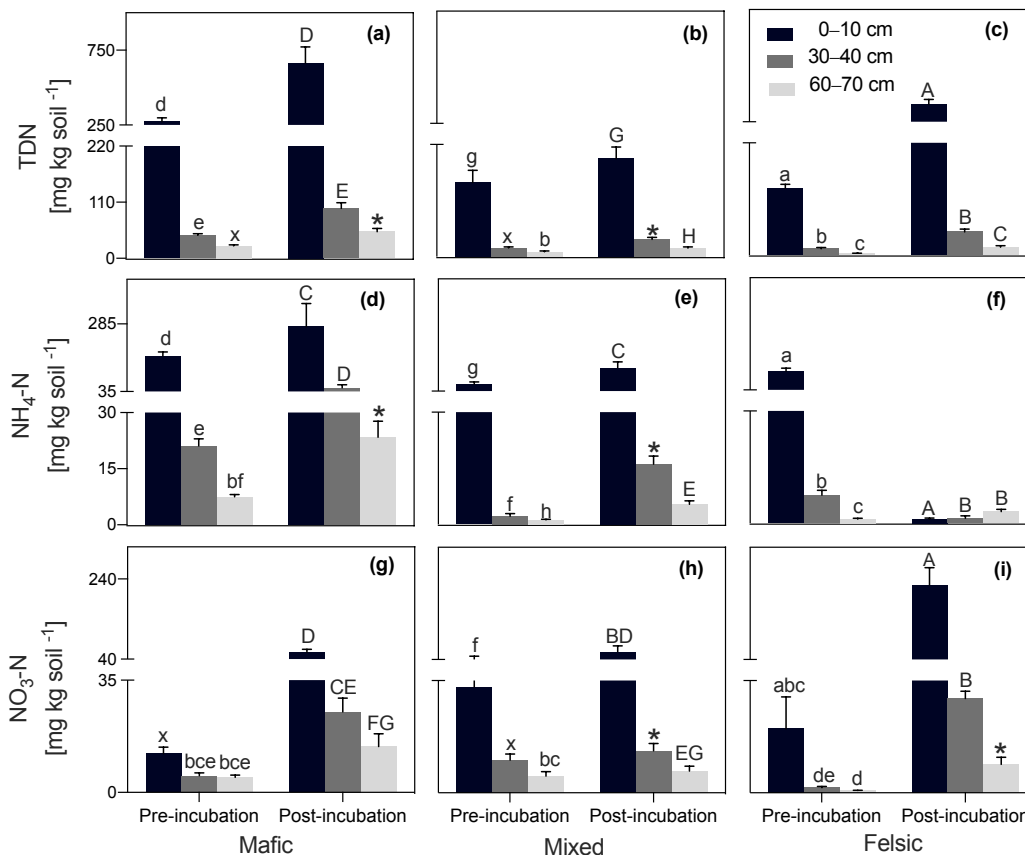 (a)
(b)
(c)
0–10 cm
30–40 cm
60–70 cm
TDN
[mg kg soil -1]
750
250
220
110
0
d
e
x
D
E
*
g
x
b
G
*
H
a
b
c
A
B
C
(d)
(e)
(f)
NH4-N
[mg kg soil -1]
285
35
30
15
0
d
e
bf
C
D
*
g
f
h
C
*
E
a
b
c
A
B
B
(g)
(h)
(i)
NO3-N
[mg kg soil -1]
240
40
35
0
x
bce
bce
D
CE
FG
f
x
bc
BD
*
EG
abc
de
d
A
B
*
Pre-incubation Post-incubation
Pre-incubation Post-incubation
Pre-incubation Post-incubation
Mafic
Mixed
Felsic